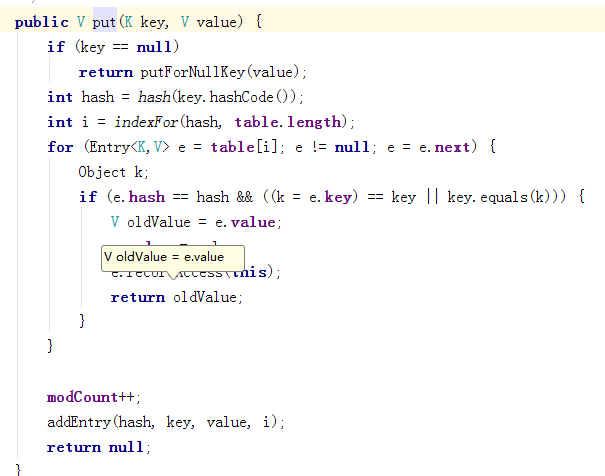 public V put(K key, V value) {
if (key == null)
return putForNullKey(value);
int hash = hash(key.hashCode());
int i = indexFor(hash, table.length);
for (Entry<K,V> e = table[i]; e != null; e = e.next) {
Object k;
if (e.hash == hash && ((k = e.key) == key || key.equals(k))) {
V oldValue = e.value;
V oldValue = e.value
(this);
return oldValue;
}
}
modCount++;
addEntry(hash, key, value, i);
return null;
}